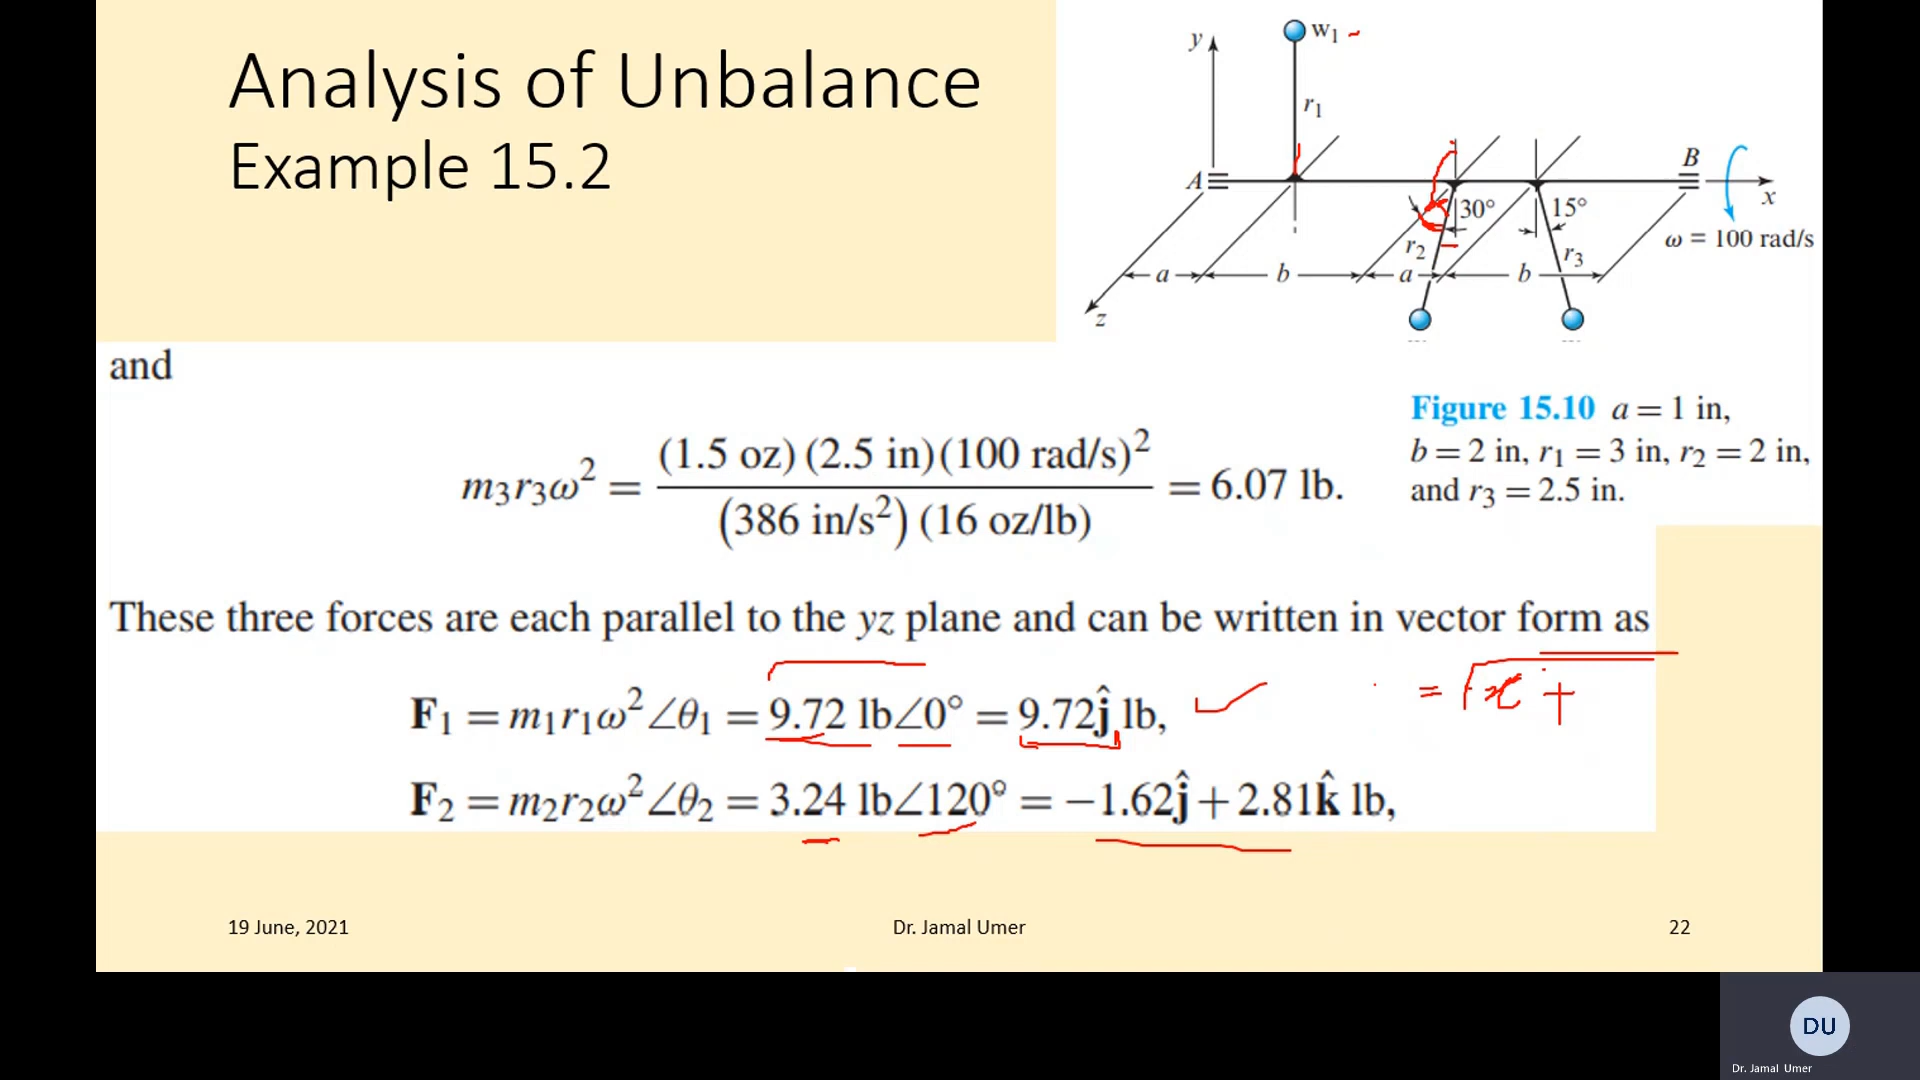 Analysis of Unbalance
Example 15.2
y
w₁ -
r₁
A
B
x
30°
15°
r₂
r₃
ω = 100 rad/s
a
b
a
b
z
and
m₃r₃ω² = (1.5 oz) (2.5 in)(100 rad/s)² / (386 in/s²) (16 oz/lb) = 6.07 lb.
Figure 15.10 a = 1 in,
b = 2 in, r₁ = 3 in, r₂ = 2 in,
and r₃ = 2.5 in.
These three forces are each parallel to the yz plane and can be written in vector form as
= √x +
F₁ = m₁r₁ω²∠θ₁ = 9.72 lb∠0° = 9.72ĵ lb,
F₂ = m₂r₂ω²∠θ₂ = 3.24 lb∠120° = −1.62ĵ + 2.81k̂ lb,
19 June, 2021
Dr. Jamal Umer
22
DU
Dr. Jamal Umer